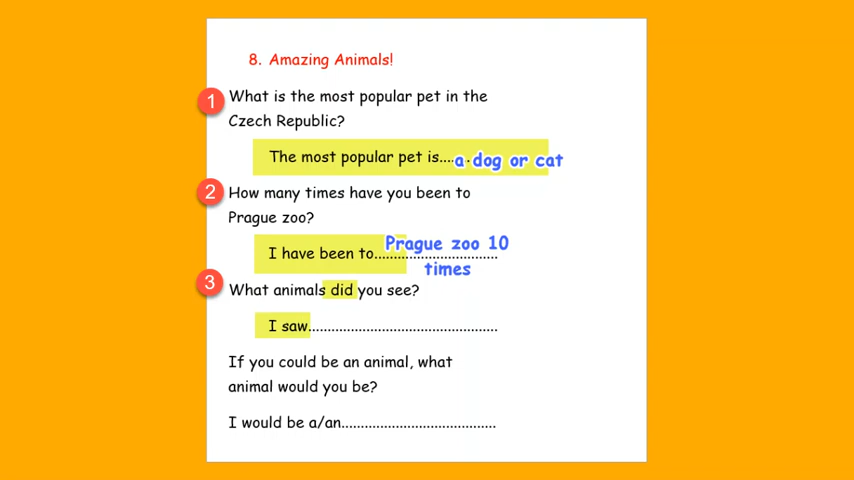 8. Amazing Animals!
1 What is the most popular pet in the
Czech Republic?
The most popular pet is.....a dog or cat
2 How many times have you been to
Prague zoo?
I have been to................................ Prague zoo 10
times
3 What animals did you see?
I saw.................................................
If you could be an animal, what
animal would you be?
I would be a/an........................................